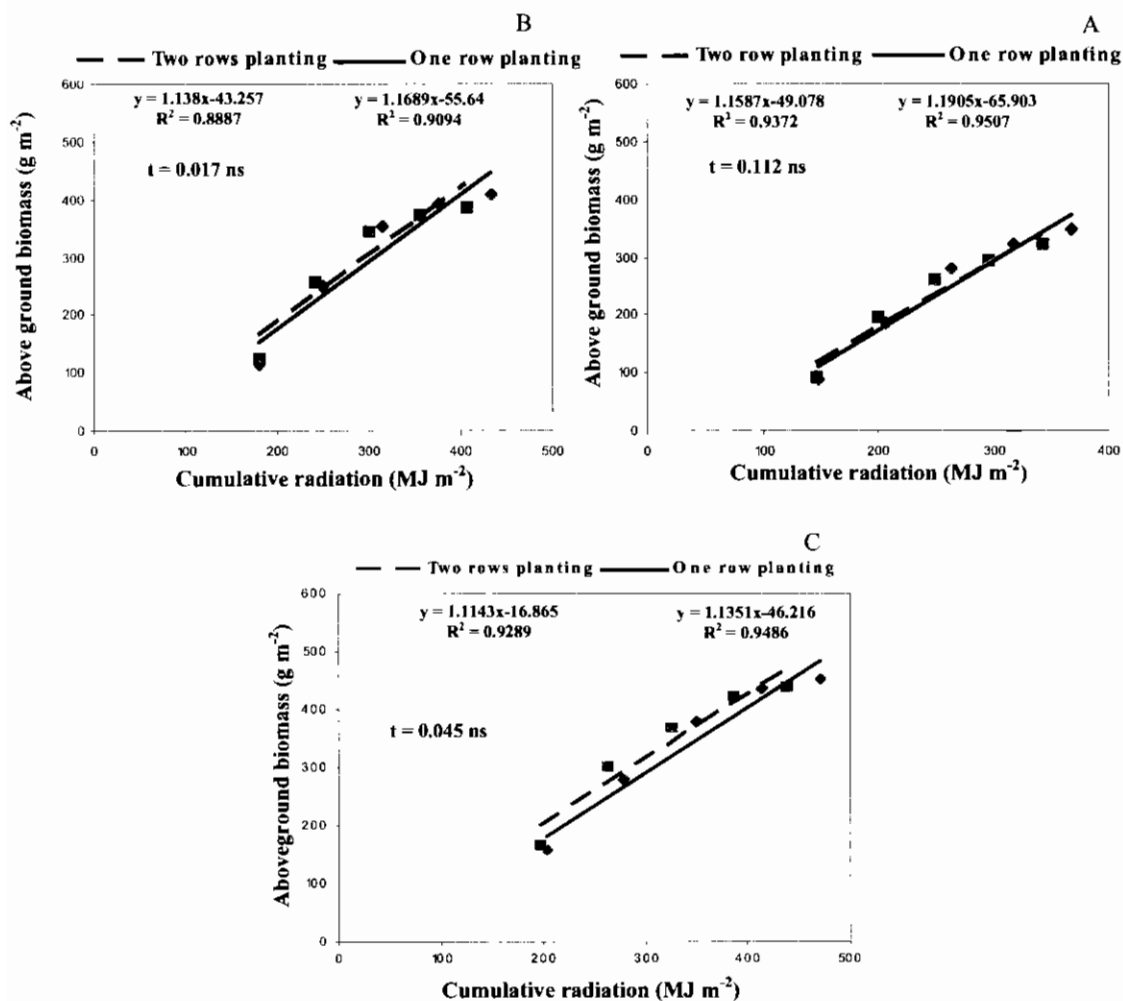 B
Two rows planting One row planting
y = 1.138x-43.257 y = 1.1689x-55.64
R² = 0.8887 R² = 0.9094
t = 0.017 ns
Above ground biomass (g m⁻²)
600
500
400
300
200
100
0
0 100 200 300 400 500
Cumulative radiation (MJ m⁻²)
A
Two row planting One row planting
y = 1.1587x-49.078 y = 1.1905x-65.903
R² = 0.9372 R² = 0.9507
t = 0.112 ns
Above ground biomass (g m⁻²)
600
500
400
300
200
100
0
0 100 200 300 400
Cumulative radiation (MJ m⁻²)
C
Two rows planting One row planting
y = 1.1143x-16.865 y = 1.1351x-46.216
R² = 0.9289 R² = 0.9486
t = 0.045 ns
Aboveground biomass (g m⁻²)
600
500
400
300
200
100
0
0 100 200 300 400 500
Cumulative radiation (MJ m⁻²)